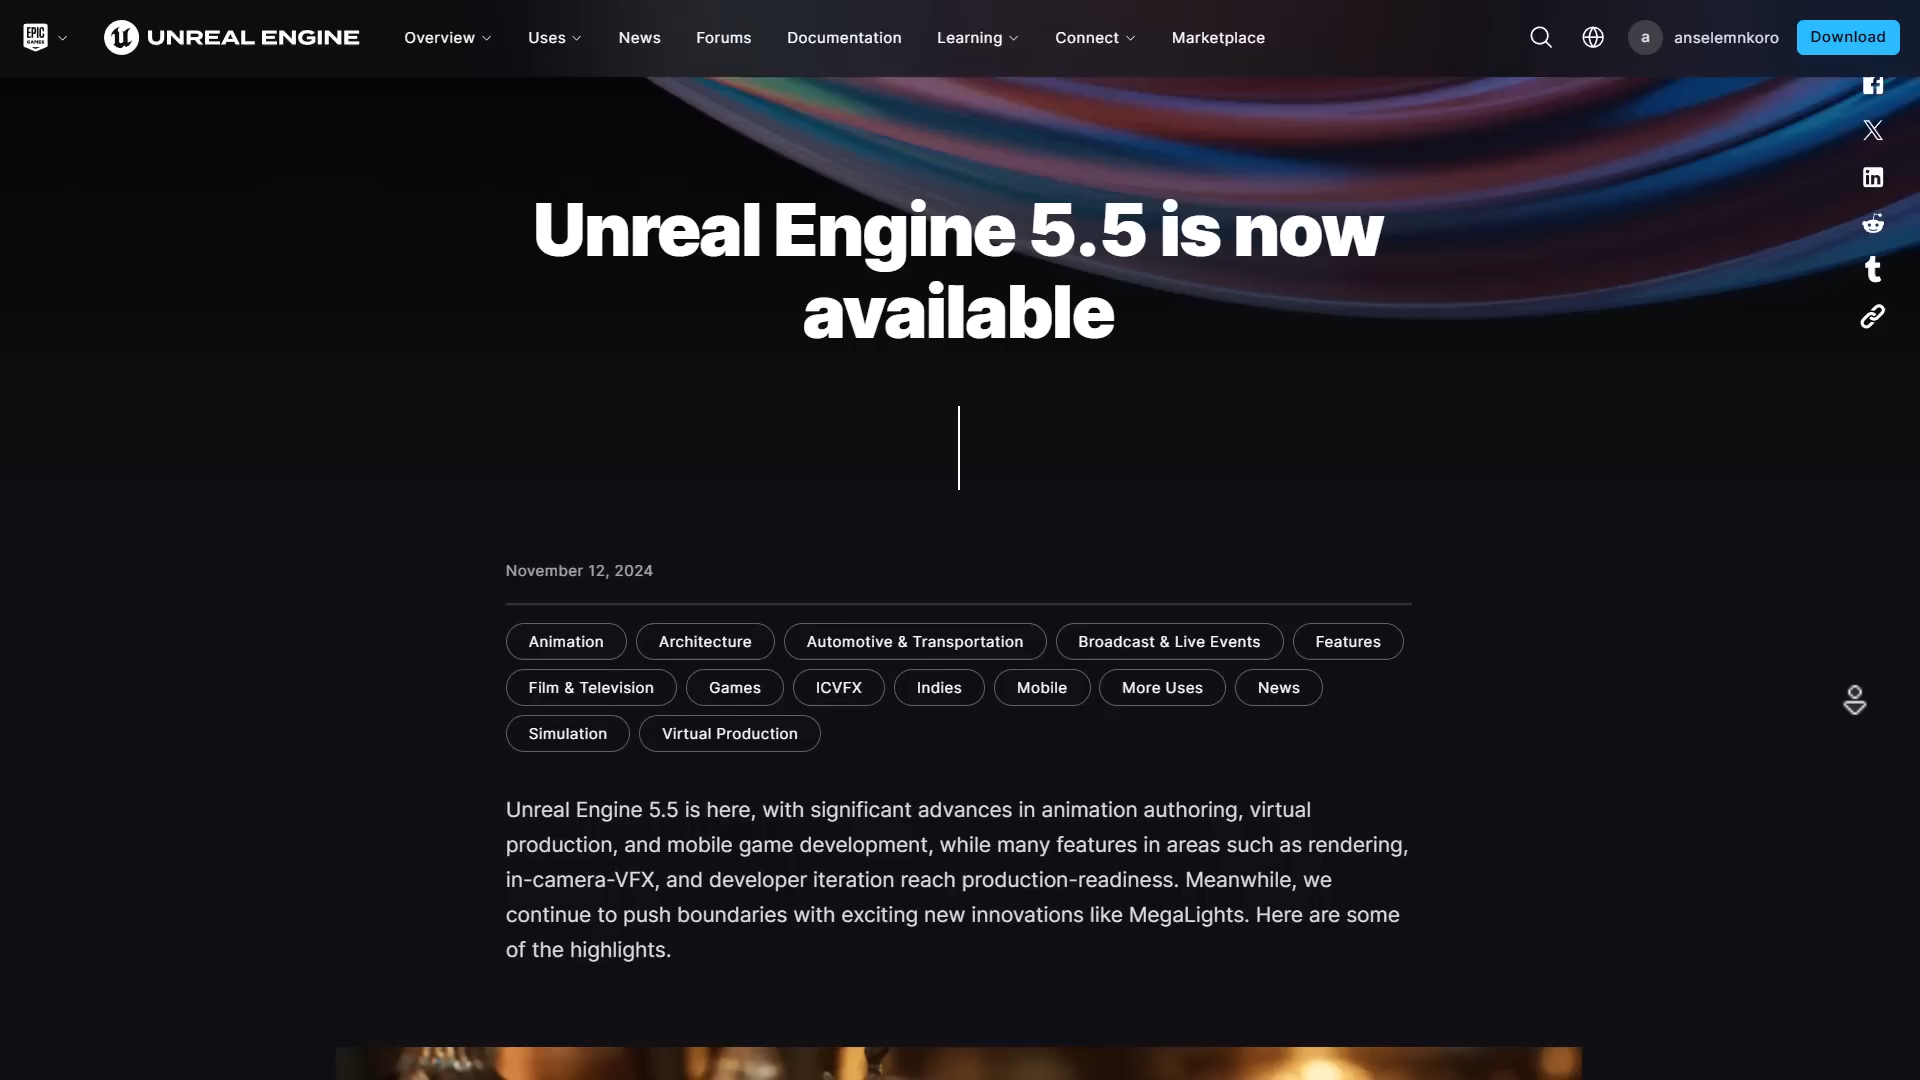 EPIC GAMES
UNREAL ENGINE
Overview
Uses
News
Forums
Documentation
Learning
Connect
Marketplace
a
anselemnkoro
Download
Unreal Engine 5.5 is now
available
November 12, 2024
Animation
Architecture
Automotive & Transportation
Broadcast & Live Events
Features
Film & Television
Games
ICVFX
Indies
Mobile
More Uses
News
Simulation
Virtual Production
Unreal Engine 5.5 is here, with significant advances in animation authoring, virtual
production, and mobile game development, while many features in areas such as rendering,
in-camera-VFX, and developer iteration reach production-readiness. Meanwhile, we
continue to push boundaries with exciting new innovations like MegaLights. Here are some
of the highlights.